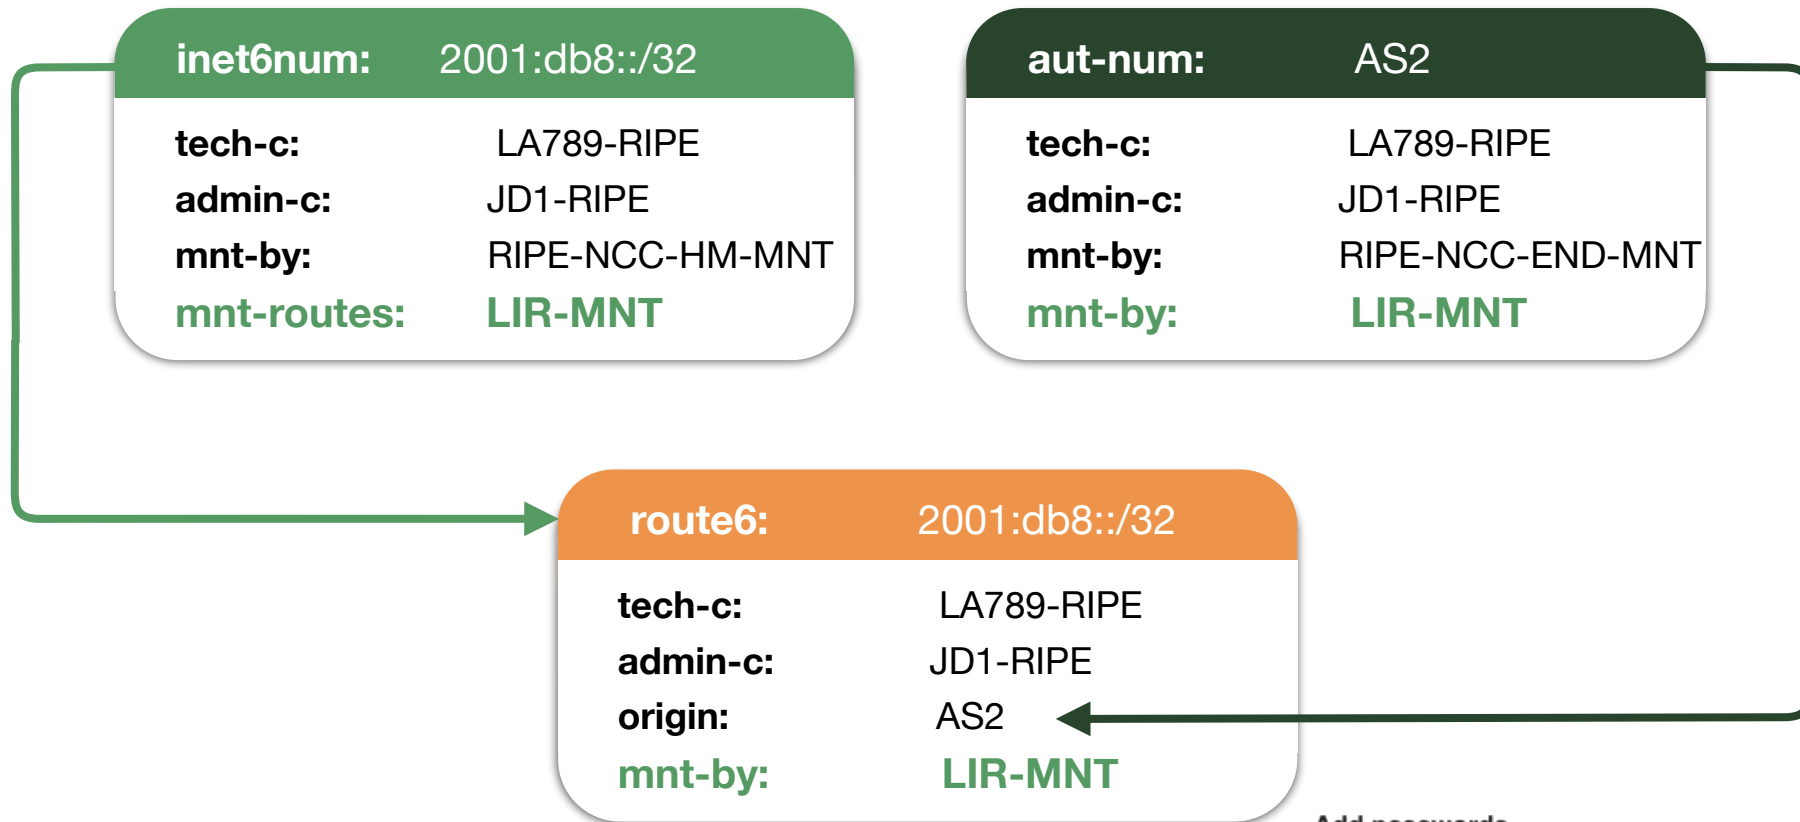 inet6num: 2001:db8::/32
tech-c: LA789-RIPE
admin-c: JD1-RIPE
mnt-by: RIPE-NCC-HM-MNT
mnt-routes: LIR-MNT
aut-num: AS2
tech-c: LA789-RIPE
admin-c: JD1-RIPE
mnt-by: RIPE-NCC-END-MNT
mnt-by: LIR-MNT
route6: 2001:db8::/32
tech-c: LA789-RIPE
admin-c: JD1-RIPE
origin: AS2
mnt-by: LIR-MNT
Add passwords